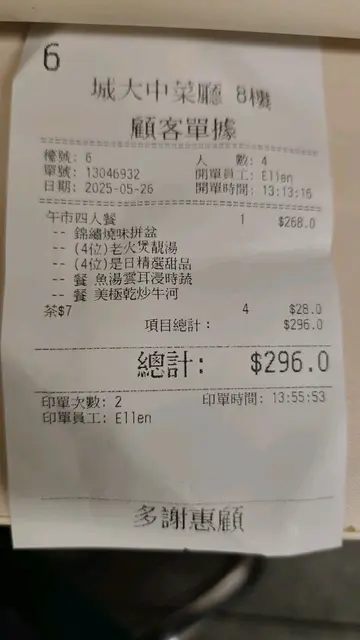 6
城大中菜廳 8樓
顧客單據
檯號: 6 人 數: 4
單號: 13046932 開單員工: Ellen
日期: 2025-05-26 開單時間: 13:13:16
午市四人餐 1 $268.0
-- 錦繡燒味拼盆
-- (4位)老火煲靚湯
-- (4位)是日精選甜品
-- 餐 魚湯雲耳浸時蔬
-- 餐 美極乾炒牛河
茶$7 4 $28.0
項目總計: $296.0
總計: $296.0
印單次數: 2 印單時間: 13:55:53
印單員工: Ellen
多謝惠顧